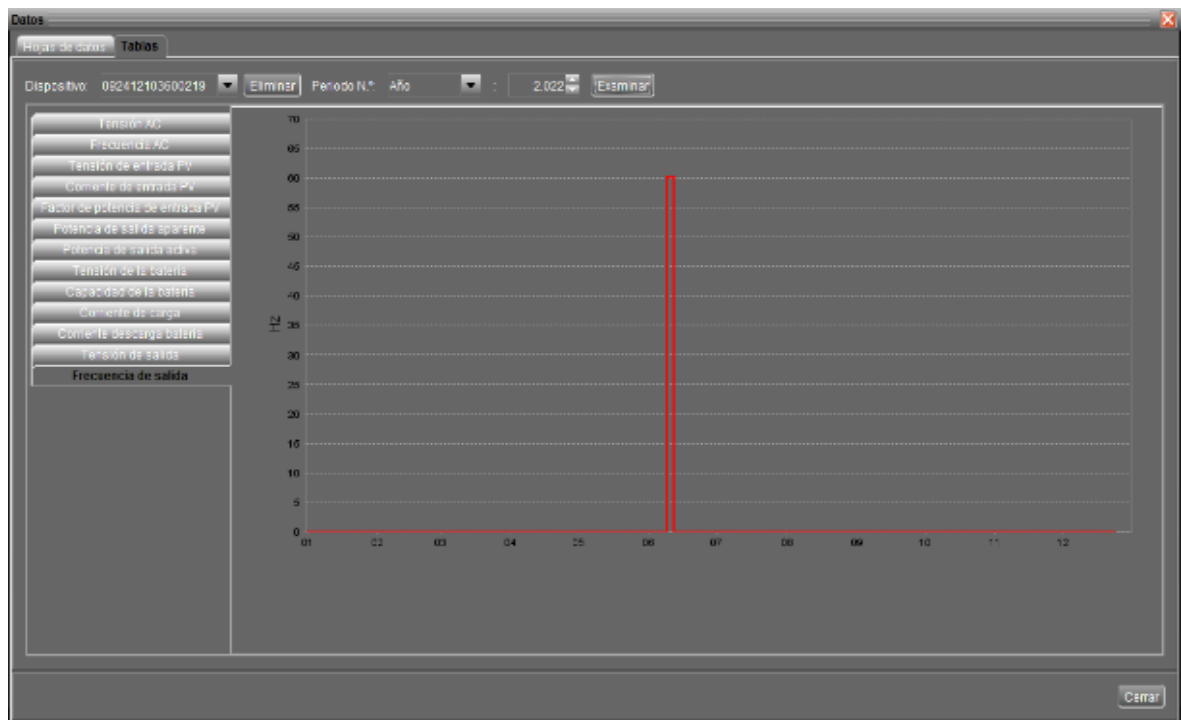 Datos
Hojas de datos Tablas
Dispositivo: 092412103600219 Eliminar Periodo N.º: Año : 2.022 Examinar
Tensión AC
Frecuencia AC
Tensión de entrada PV
Corriente de entrada PV
Factor de potencia de entrada PV
Potencia de salida aparente
Potencia de salida activa
Tensión de la batería
Capacidad de la batería
Corriente de carga
Corriente descarga batería
Tensión de salida
Frecuencia de salida
70
65
60
55
50
45
40
35
30
25
20
15
10
5
0
HZ
01 02 03 04 05 06 07 08 09 10 11 12
Cerrar